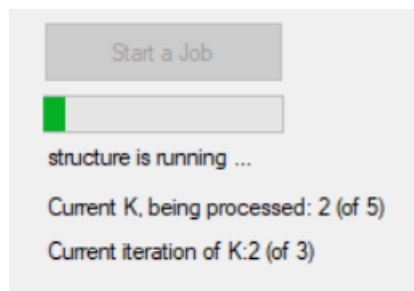 Start a Job
structure is running ...
Current K, being processed: 2 (of 5)
Current iteration of K:2 (of 3)